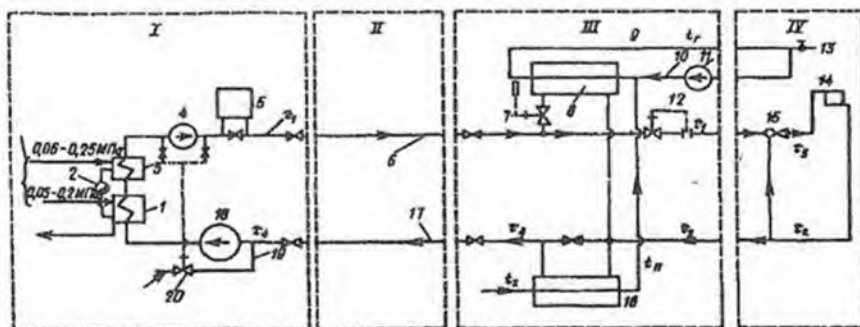 I II III IV
9 tг 13
4 5 τ₁ 10 11 14
7 8 12
0,06-0,25 МПа 3 6 τ₁ 15
2 τ₃
0,05-0,2 МПа 1
18 τ₄ 17 τ₄ τ₂ τ₂
19 tп
20 tх 16